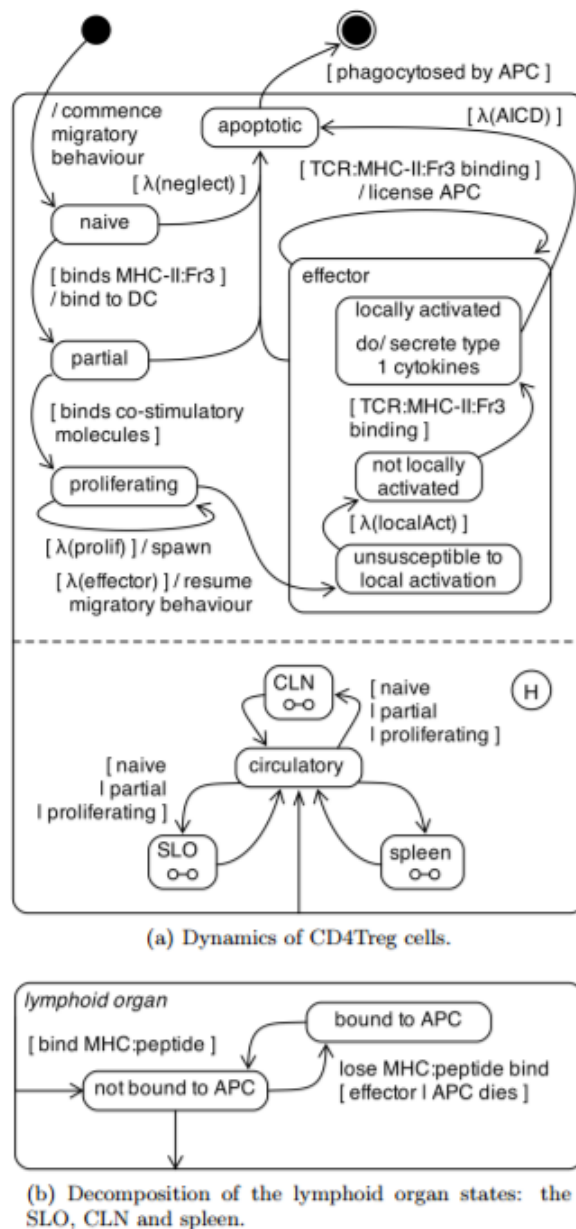 [ phagocytosed by APC ]
/ commence
migratory
behaviour
apoptotic
[ λ(AICD) ]
[ λ(neglect) ]
[ TCR:MHC-II:Fr3 binding ]
/ license APC
naive
effector
[ binds MHC-II:Fr3 ]
/ bind to DC
locally activated
do/ secrete type
1 cytokines
partial
[ binds co-stimulatory
molecules ]
[ TCR:MHC-II:Fr3
binding ]
proliferating
not locally
activated
[ λ(prolif) ] / spawn
[ λ(localAct) ]
[ λ(effector) ] / resume
migratory behaviour
unsusceptible to
local activation
CLN
[ naive
| partial
| proliferating ]
H
circulatory
[ naive
| partial
| proliferating ]
SLO
spleen
(a) Dynamics of CD4Treg cells.
lymphoid organ
bound to APC
[ bind MHC:peptide ]
not bound to APC
lose MHC:peptide bind
[ effector | APC dies ]
(b) Decomposition of the lymphoid organ states: the
SLO, CLN and spleen.